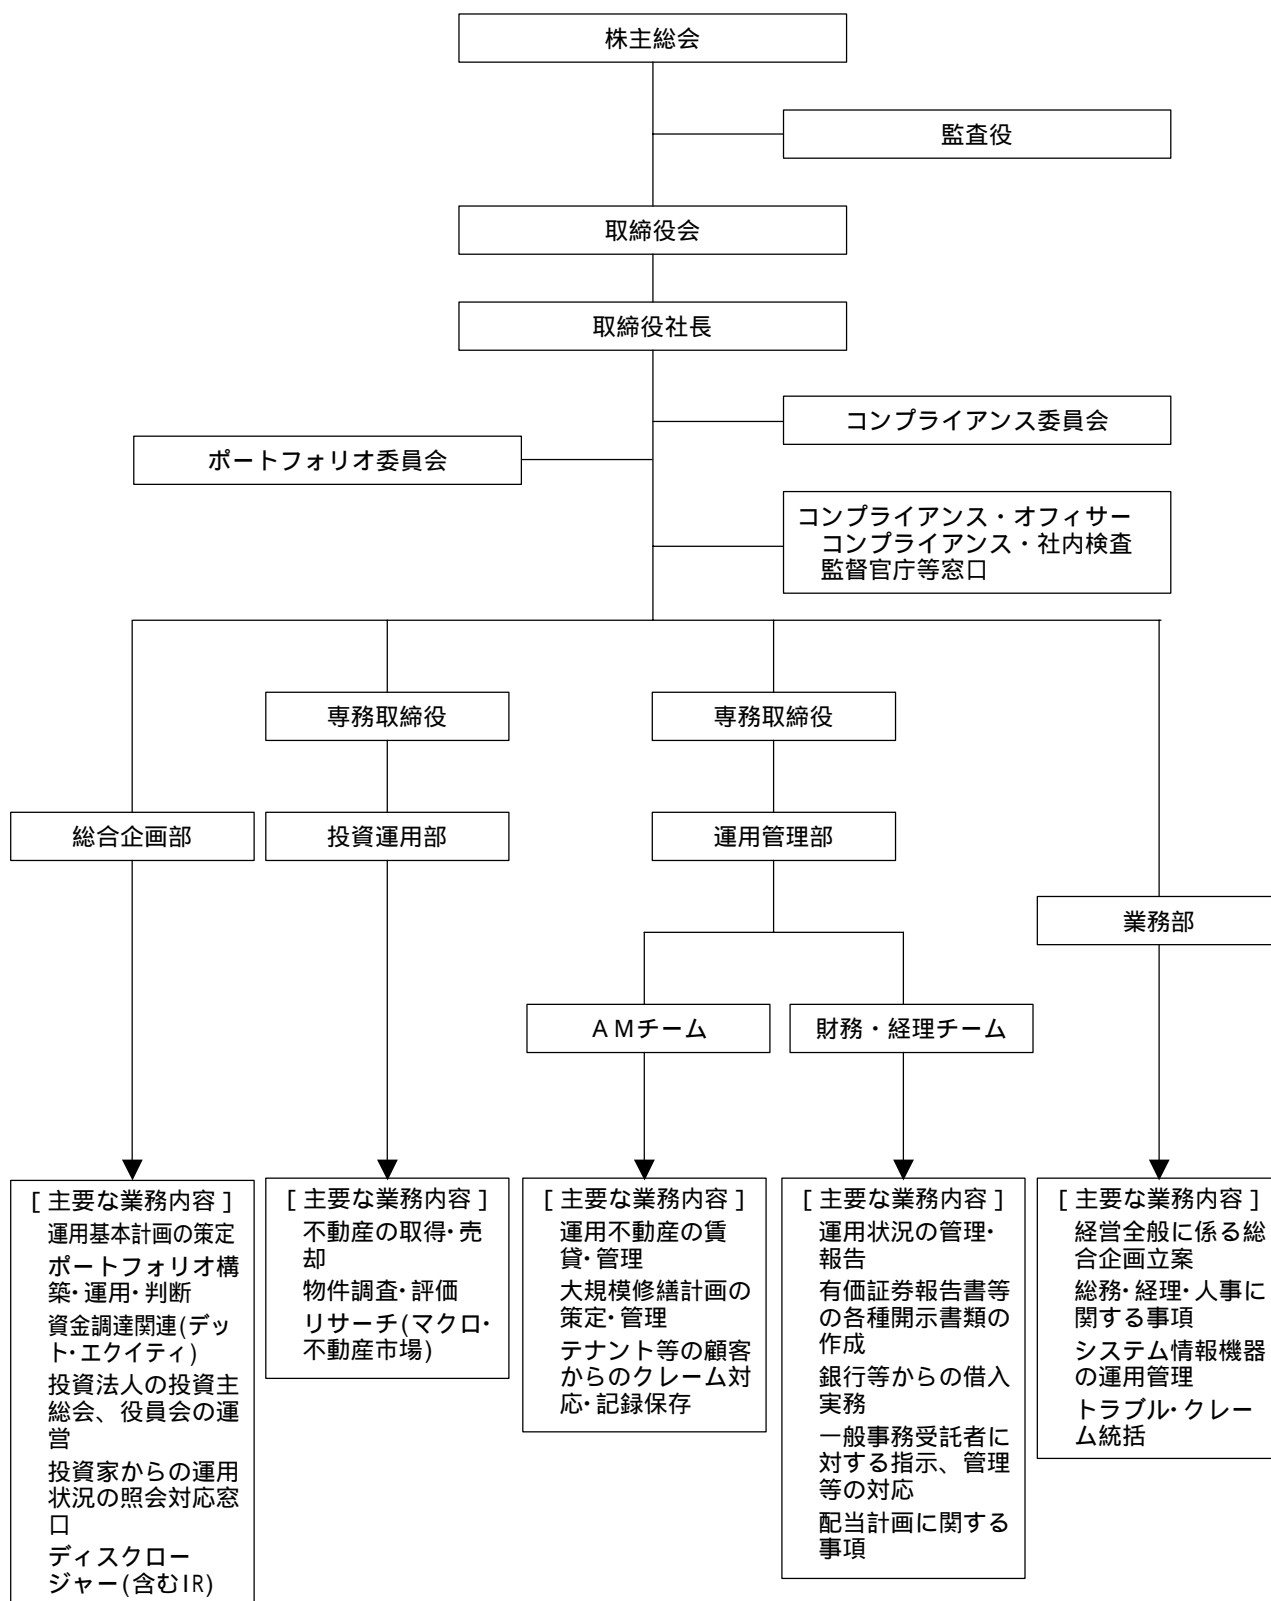 株主総会
監査役
取締役会
取締役社長
コンプライアンス委員会
ポートフォリオ委員会
コンプライアンス・オフィサー
コンプライアンス・社内検査
監督官庁等窓口
専務取締役
専務取締役
総合企画部
投資運用部
運用管理部
業務部
AMチーム
財務・経理チーム
[主要な業務内容]
運用基本計画の策定
ポートフォリオ構
築・運用・判断
資金調達関連(デッ
ト・エクイティ)
投資法人の投資主
総会、役員会の運
営
投資家からの運用
状況の照会対応窓
口
ディスクロー
ジャー(含むIR)
[主要な業務内容]
不動産の取得・売
却
物件調査・評価
リサーチ(マクロ・
不動産市場)
[主要な業務内容]
運用不動産の賃
貸・管理
大規模修繕計画の
策定・管理
テナント等の顧客
からのクレーム対
応・記録保存
[主要な業務内容]
運用状況の管理・
報告
有価証券報告書等
の各種開示書類の
作成
銀行等からの借入
実務
一般事務受託者に
対する指示、管理
等の対応
配当計画に関する
事項
[主要な業務内容]
経営全般に係る総
合企画立案
総務・経理・人事に
関する事項
システム情報機器
の運用管理
トラブル・クレー
ム統括